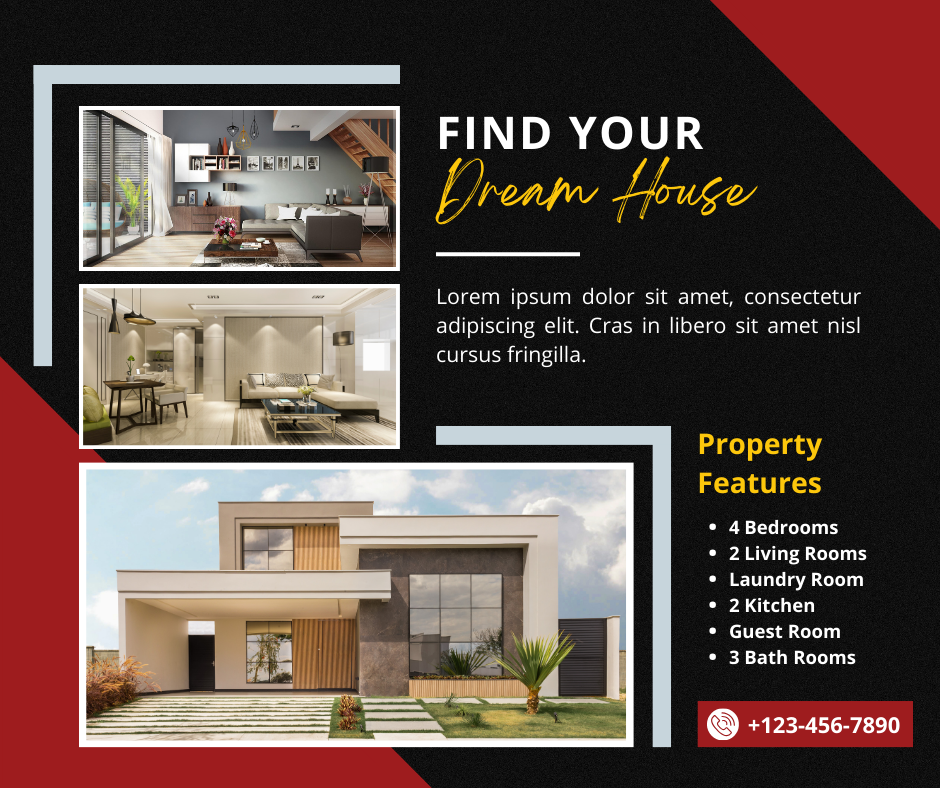 FIND YOUR
Dream House
Lorem ipsum dolor sit amet, consectetur
adipiscing elit. Cras in libero sit amet nisl
cursus fringilla.
Property
Features
• 4 Bedrooms
• 2 Living Rooms
• Laundry Room
• 2 Kitchen
• Guest Room
• 3 Bath Rooms
+123-456-7890